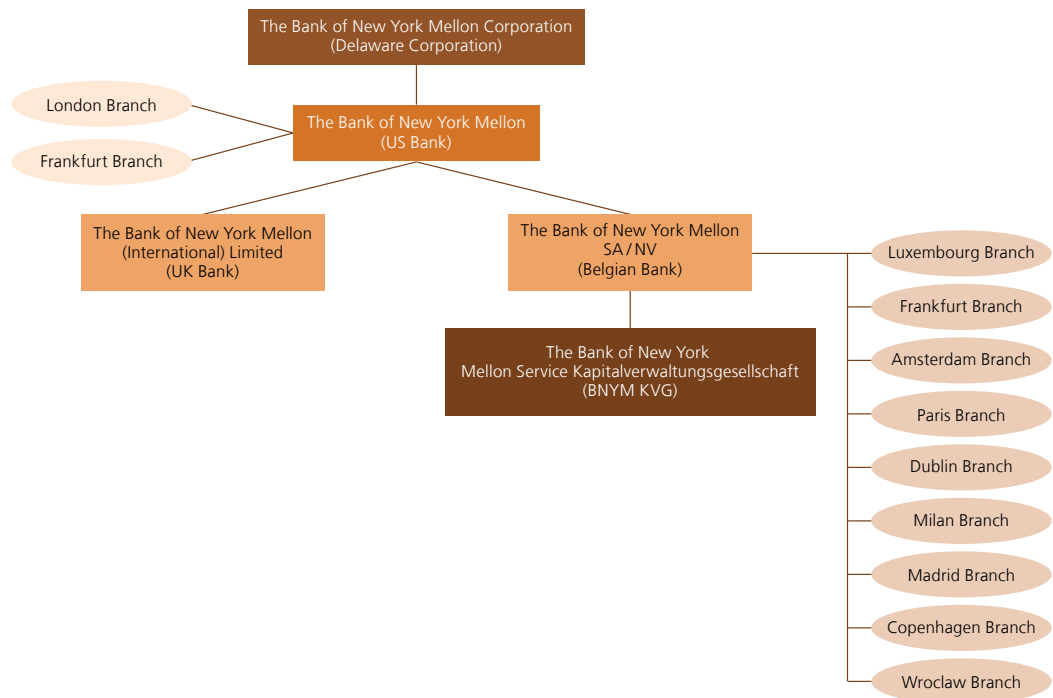 The Bank of New York Mellon Corporation
(Delaware Corporation)
London Branch
Frankfurt Branch
The Bank of New York Mellon
(US Bank)
The Bank of New York Mellon
(International) Limited
(UK Bank)
The Bank of New York Mellon
SA/NV
(Belgian Bank)
The Bank of New York
Mellon Service Kapitalverwaltungsgesellschaft
(BNYM KVG)
Luxembourg Branch
Frankfurt Branch
Amsterdam Branch
Paris Branch
Dublin Branch
Milan Branch
Madrid Branch
Copenhagen Branch
Wroclaw Branch